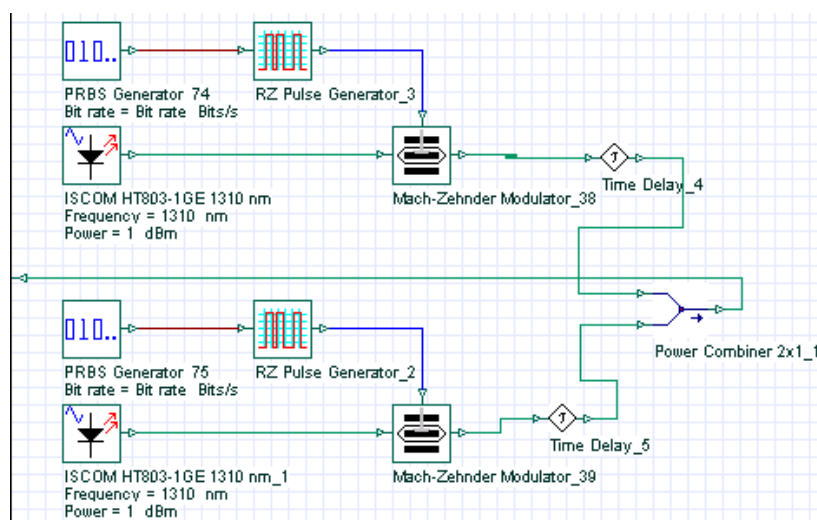 010..
PRBS Generator 74
Bit rate = Bit rate Bits/s
RZ Pulse Generator_3
ISCOM HT803-1GE 1310 nm
Frequency = 1310 nm
Power = 1 dBm
Mach-Zehnder Modulator_38
τ
Time Delay_4
010..
PRBS Generator 75
Bit rate = Bit rate Bits/s
RZ Pulse Generator_2
Power Combiner 2x1_1
ISCOM HT803-1GE 1310 nm_1
Frequency = 1310 nm
Power = 1 dBm
Mach-Zehnder Modulator_39
τ
Time Delay_5